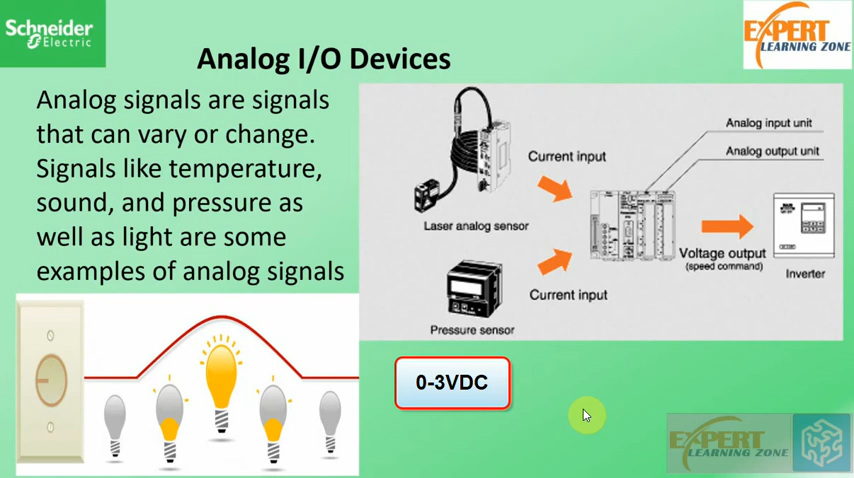 Schneider
Electric
EXPERT
LEARNING ZONE
Analog I/O Devices
Analog signals are signals
that can vary or change.
Signals like temperature,
sound, and pressure as
well as light are some
examples of analog signals
Analog input unit
Analog output unit
Current input
Laser analog sensor
Voltage output
(speed command)
Inverter
Current input
Pressure sensor
0-3VDC
EXPERT
LEARNING ZONE